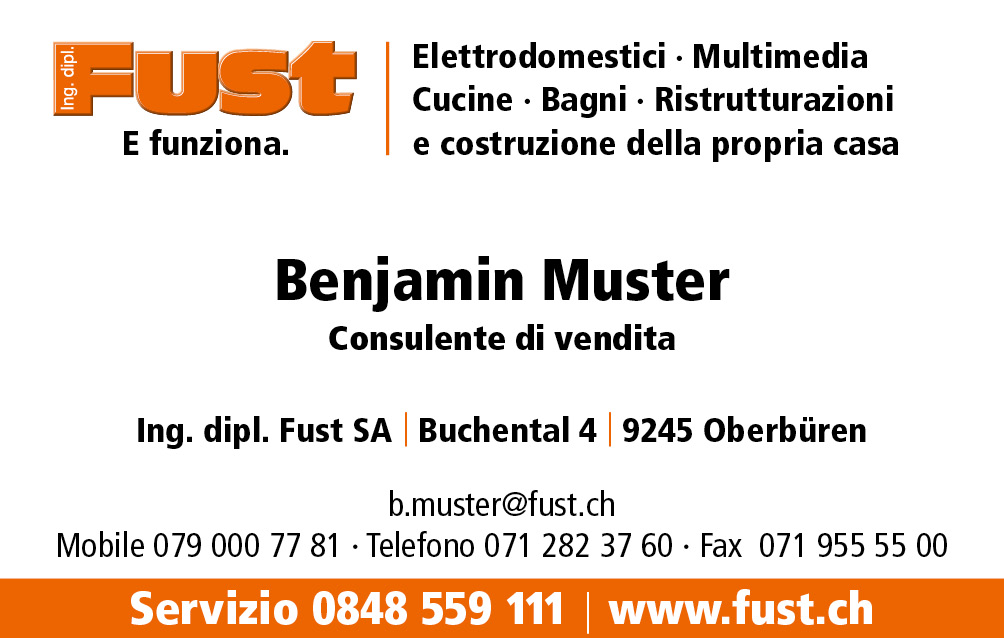 Ing. dipl. Fust
E funziona.
Elettrodomestici · Multimedia
Cucine · Bagni · Ristrutturazioni
e costruzione della propria casa
Benjamin Muster
Consulente di vendita
Ing. dipl. Fust SA | Buchental 4 | 9245 Oberbüren
b.muster@fust.ch
Mobile 079 000 77 81 · Telefono 071 282 37 60 · Fax 071 955 55 00
Servizio 0848 559 111 | www.fust.ch